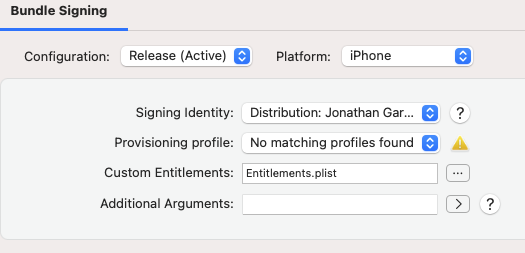 Bundle Signing
Configuration: Release (Active) Platform: iPhone
Signing Identity: Distribution: Jonathan Gar... ?
Provisioning profile: No matching profiles found
Custom Entitlements: Entitlements.plist ...
Additional Arguments: > ?